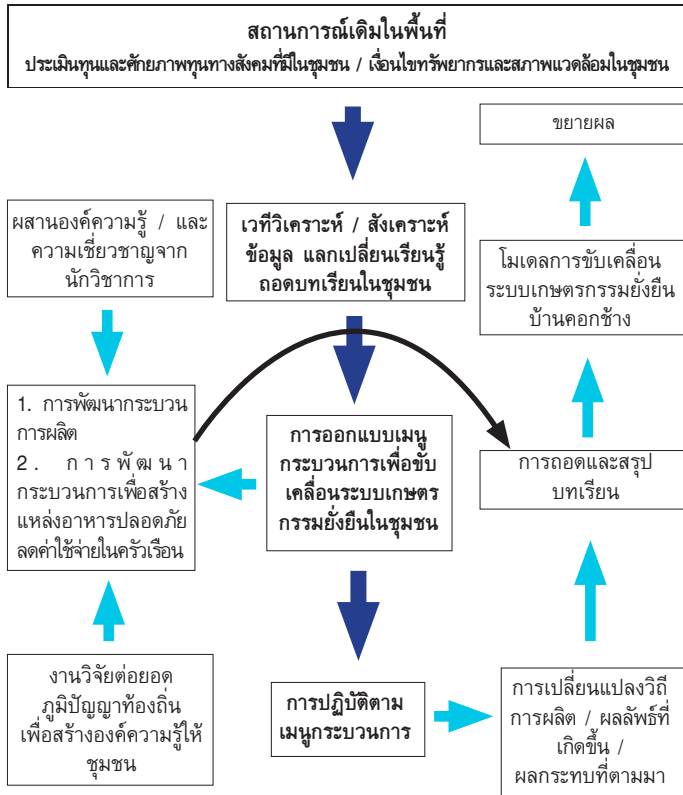 สถานการณ์เดิมในพื้นที่
ประเมินทุนและศักยภาพทุนทางสังคมที่มีในชุมชน / เงื่อนไขทรัพยากรและสภาพแวดล้อมในชุมชน
ขยายผล
ผสานองค์ความรู้ / และ
ความเชี่ยวชาญจาก
นักวิชาการ
เวทีวิเคราะห์ / สังเคราะห์
ข้อมูล แลกเปลี่ยนเรียนรู้
ถอดบทเรียนในชุมชน
โมเดลการขับเคลื่อน
ระบบเกษตรกรรมยั่งยืน
บ้านคอกช้าง
1. การพัฒนากระบวน
การผลิต
2. การพัฒนา
กระบวนการเพื่อสร้าง
แหล่งอาหารปลอดภัย
ลดค่าใช้จ่ายในครัวเรือน
การออกแบบเมนู
กระบวนการเพื่อขับ
เคลื่อนระบบเกษตร
กรรมยั่งยืนในชุมชน
การถอดและสรุป
บทเรียน
งานวิจัยต่อยอด
ภูมิปัญญาท้องถิ่น
เพื่อสร้างองค์ความรู้ให้
ชุมชน
การปฏิบัติตาม
เมนูกระบวนการ
การเปลี่ยนแปลงวิถี
การผลิต / ผลลัพธ์ที่
เกิดขึ้น /
ผลกระทบที่ตามมา